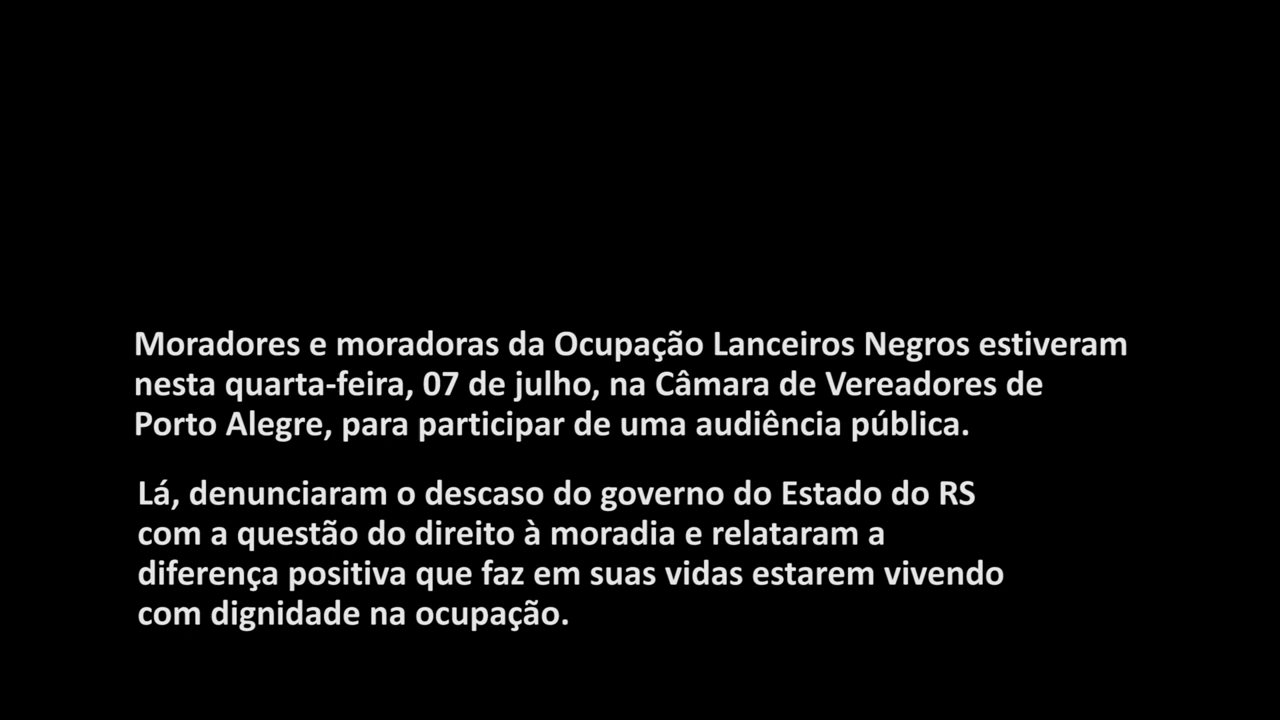 Moradores e moradoras da Ocupação Lanceiros Negros estiveram
nesta quarta-feira, 07 de julho, na Câmara de Vereadores de
Porto Alegre, para participar de uma audiência pública.
Lá, denunciaram o descaso do governo do Estado do RS
com a questão do direito à moradia e relataram a
diferença positiva que faz em suas vidas estarem vivendo
com dignidade na ocupação.